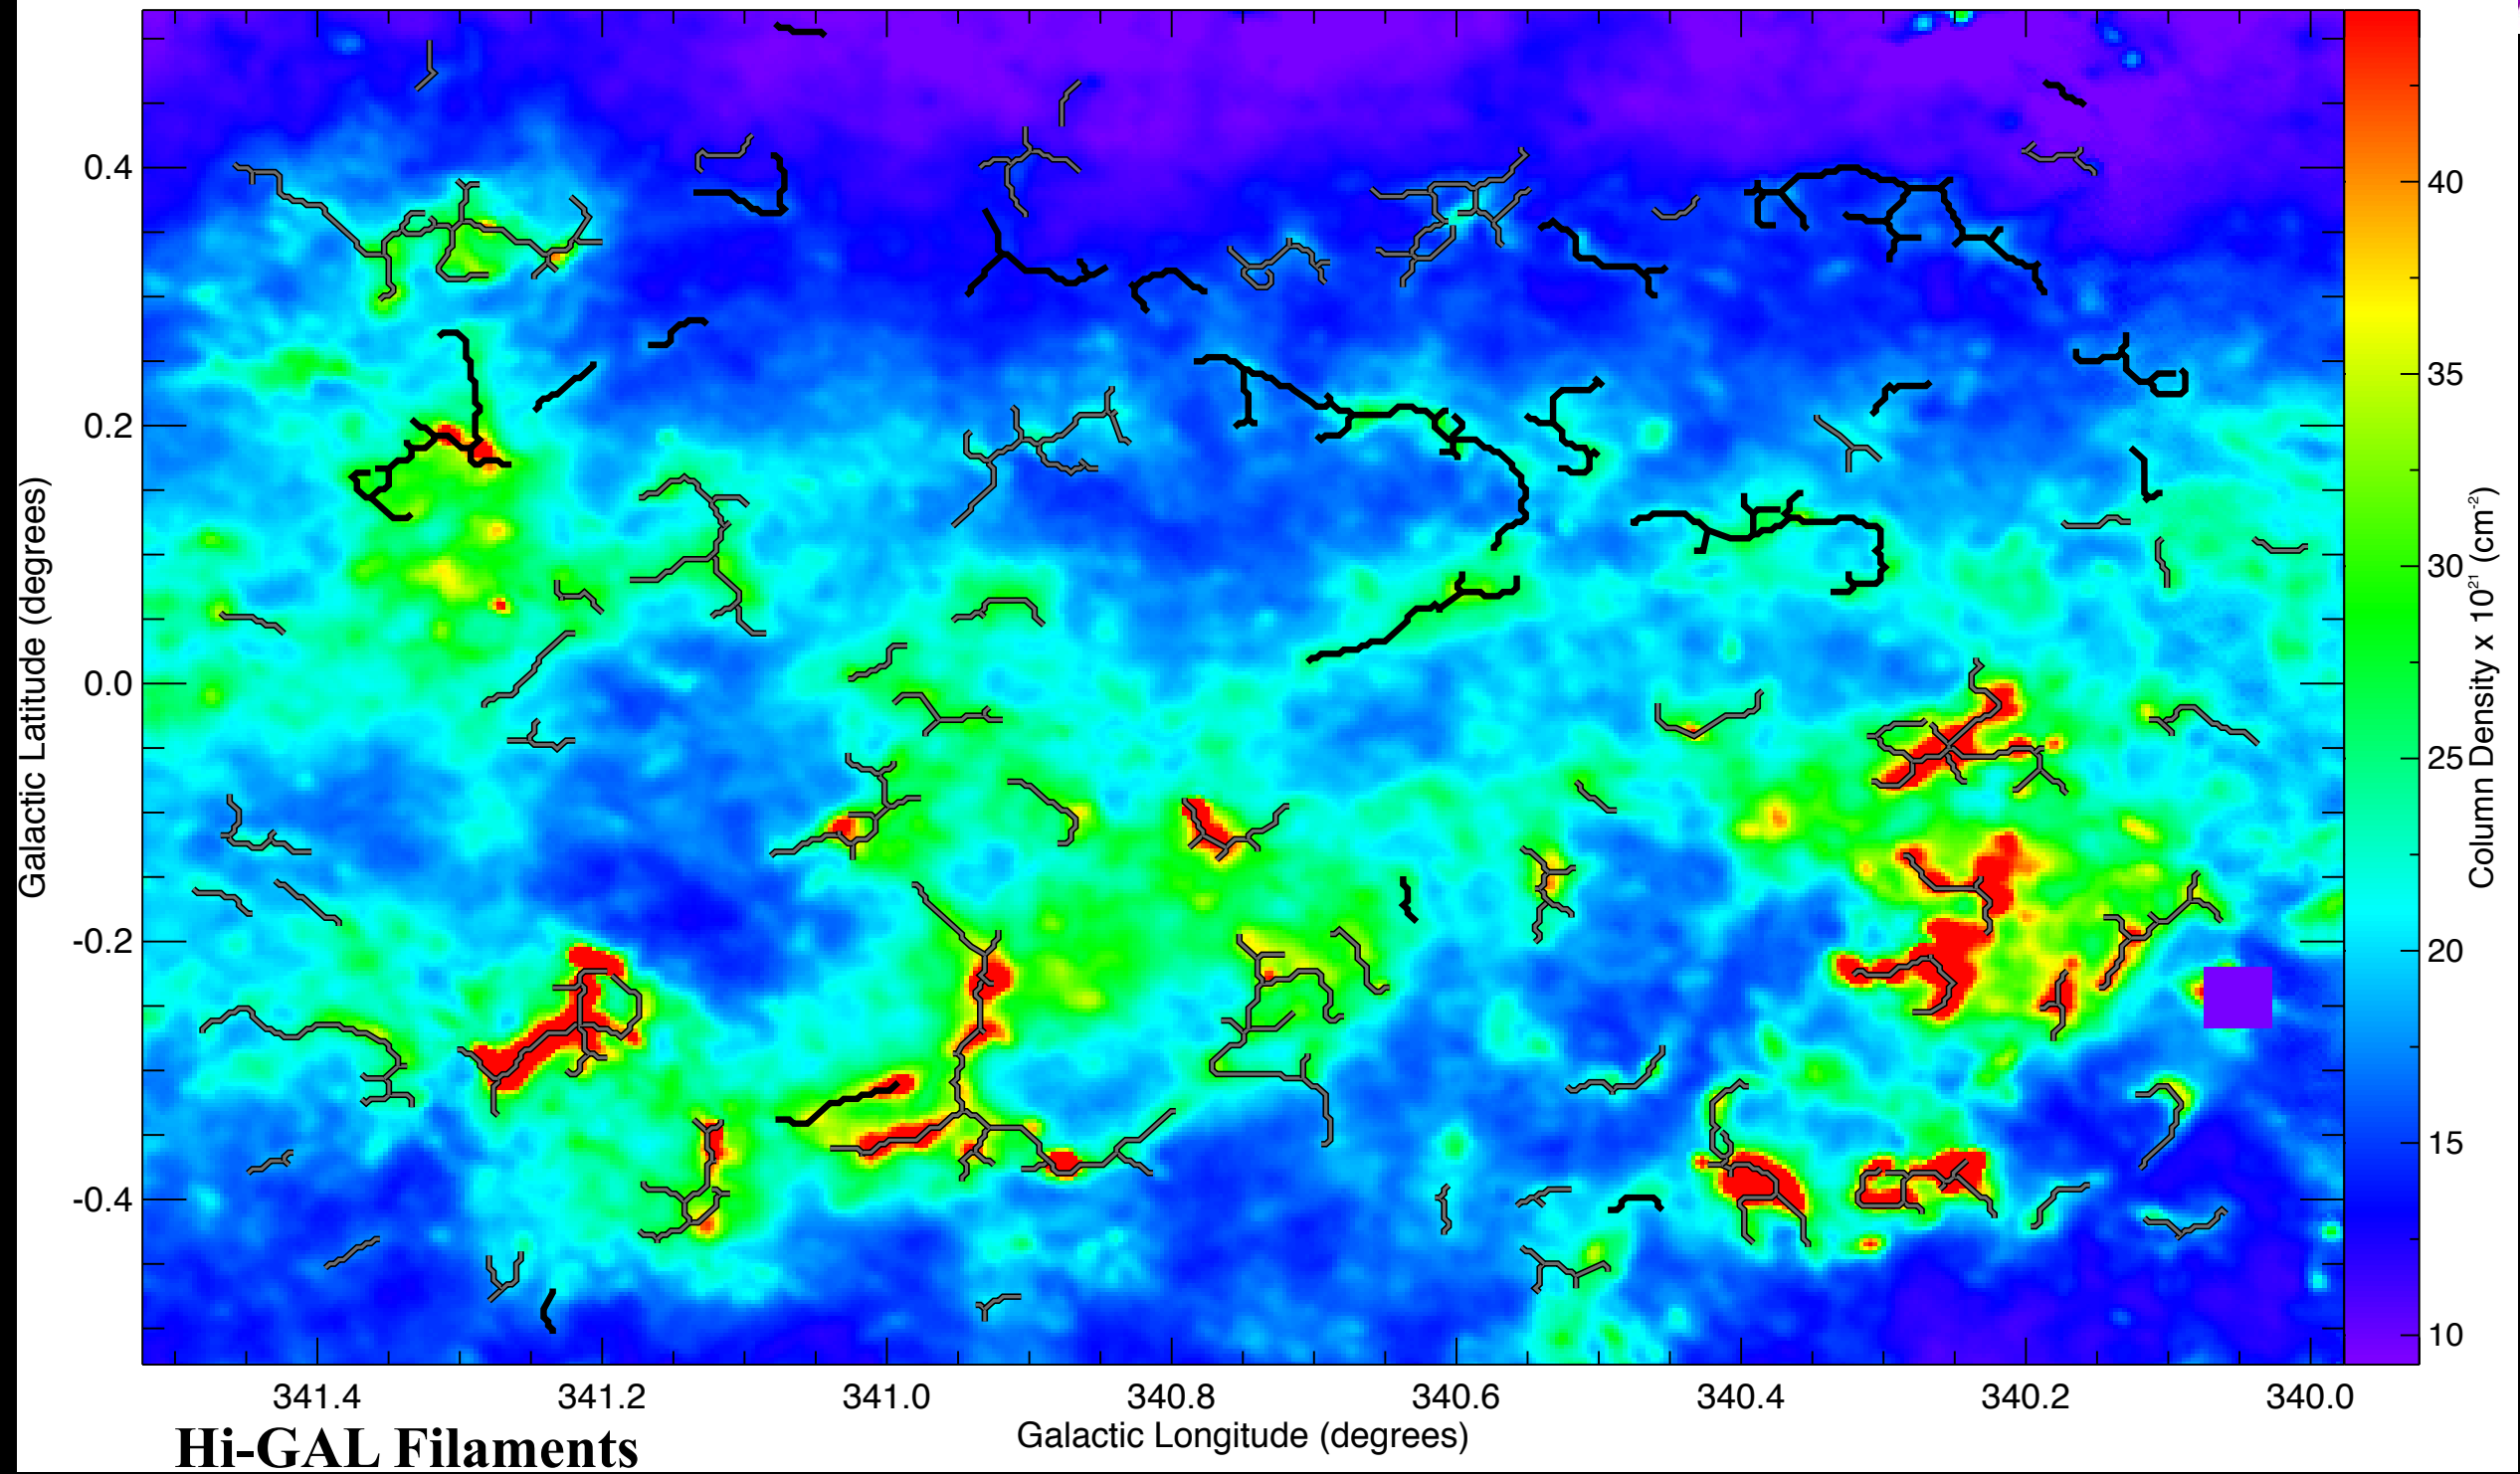 0.4
0.2
0.0
-0.2
-0.4
Galactic Latitude (degrees)
341.4 341.2 341.0 340.8 340.6 340.4 340.2 340.0
Galactic Longitude (degrees)
Hi-GAL Filaments
40
35
30
25
20
15
10
Column Density x 10²¹ (cm⁻²)